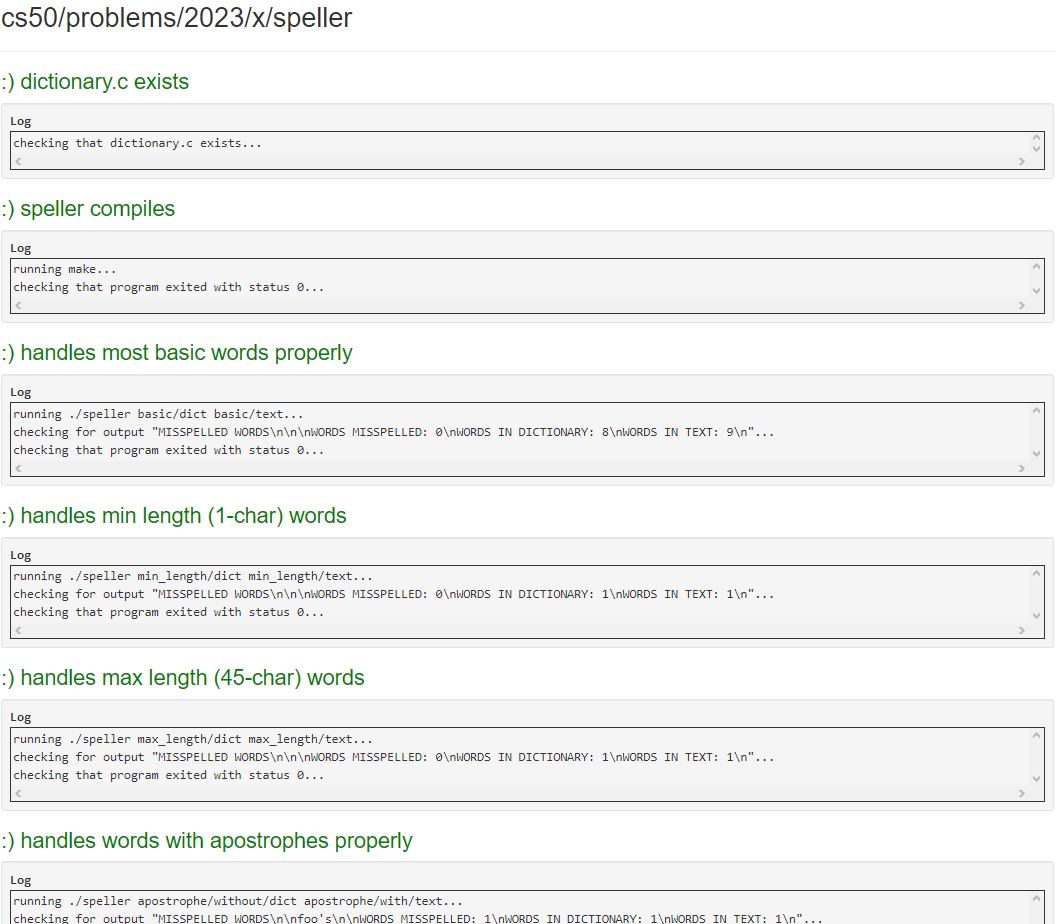 cs50/problems/2023/x/speller
:) dictionary.c exists
Log
checking that dictionary.c exists...
:) speller compiles
Log
running make...
checking that program exited with status 0...
:) handles most basic words properly
Log
running ./speller basic/dict basic/text...
checking for output "MISSPELLED WORDS\n\n\nWORDS MISSPELLED: 0\nWORDS IN DICTIONARY: 8\nWORDS IN TEXT: 9\n"...
checking that program exited with status 0...
:) handles min length (1-char) words
Log
running ./speller min_length/dict min_length/text...
checking for output "MISSPELLED WORDS\n\n\nWORDS MISSPELLED: 0\nWORDS IN DICTIONARY: 1\nWORDS IN TEXT: 1\n"...
checking that program exited with status 0...
:) handles max length (45-char) words
Log
running ./speller max_length/dict max_length/text...
checking for output "MISSPELLED WORDS\n\n\nWORDS MISSPELLED: 0\nWORDS IN DICTIONARY: 1\nWORDS IN TEXT: 1\n"...
checking that program exited with status 0...
:) handles words with apostrophes properly
Log
running ./speller apostrophe/without/dict apostrophe/with/text...
checking for output "MISSPELLED WORDS\n\nfoo's\n\nWORDS MISSPELLED: 1\nWORDS IN DICTIONARY: 1\nWORDS IN TEXT: 1\n"...